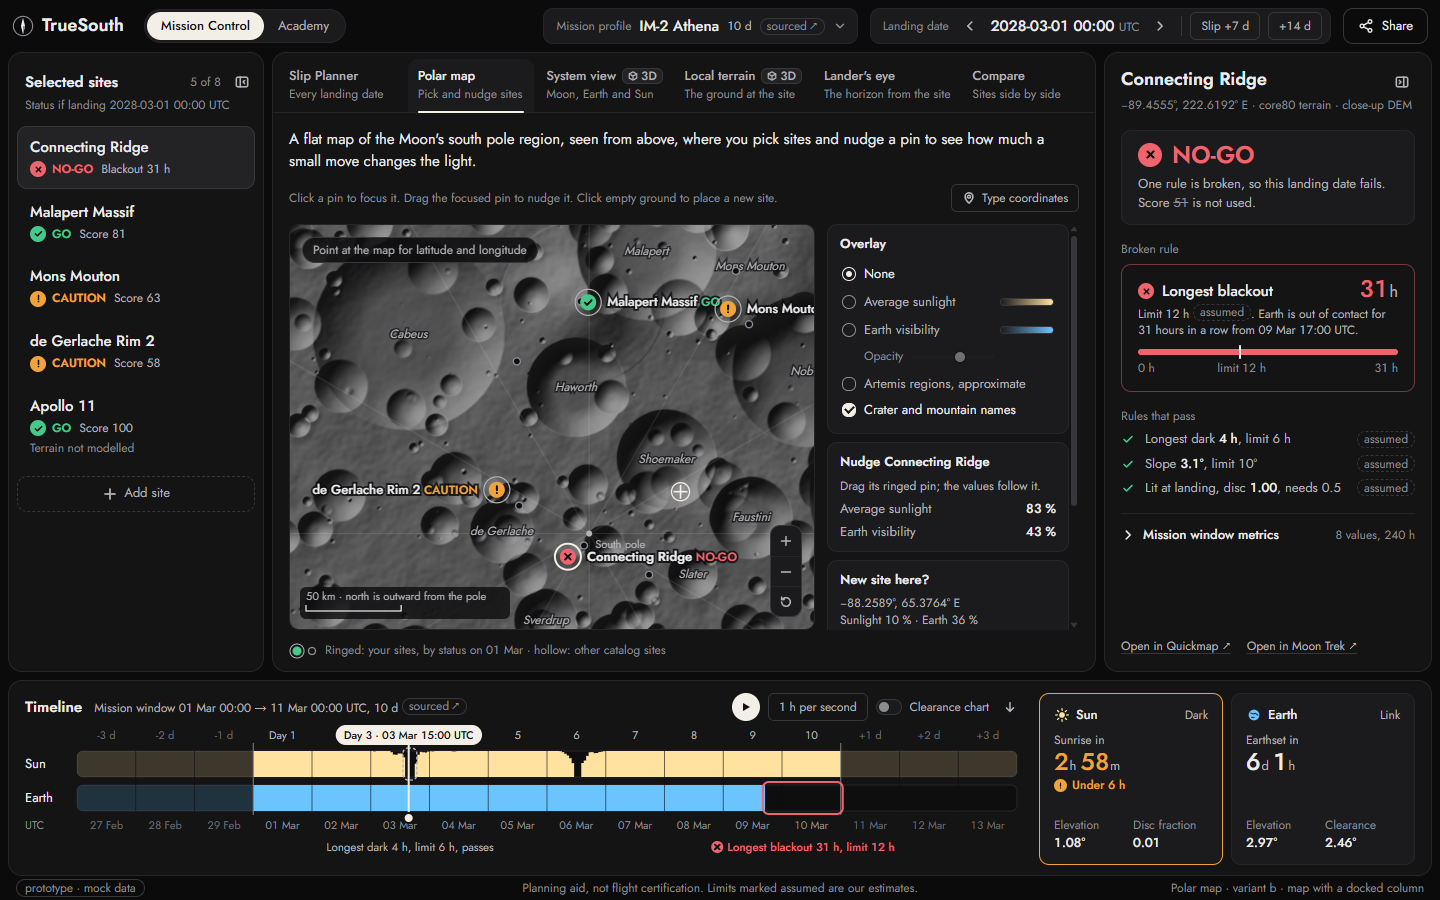 TrueSouth
Mission Control
Academy
Mission profile IM-2 Athena 10 d sourced ↗
Landing date 2028-03-01 00:00 UTC
Slip +7 d
+14 d
Share
Selected sites
5 of 8
Status if landing 2028-03-01 00:00 UTC
Connecting Ridge
NO-GO Blackout 31 h
Malapert Massif
GO Score 81
Mons Mouton
CAUTION Score 63
de Gerlache Rim 2
CAUTION Score 58
Apollo 11
GO Score 100
Terrain not modelled
+ Add site
Slip Planner
Every landing date
Polar map
Pick and nudge sites
System view 3D
Moon, Earth and Sun
Local terrain 3D
The ground at the site
Lander's eye
The horizon from the site
Compare
Sites side by side
A flat map of the Moon's south pole region, seen from above, where you pick sites and nudge a pin to see how much a
small move changes the light.
Click a pin to focus it. Drag the focused pin to nudge it. Click empty ground to place a new site.
Type coordinates
Point at the map for latitude and longitude
Malapert
Mons Mouton
Malapert Massif GO
Mons Moutc
Cabeus
Nob
Haworth
Shoemaker
de Gerlache Rim 2 CAUTION
Faustini
de Gerlache
South pole
Connecting Ridge NO-GO
Slater
50 km · north is outward from the pole
Sverdrup
Overlay
None
Average sunlight
Earth visibility
Opacity
Artemis regions, approximate
Crater and mountain names
Nudge Connecting Ridge
Drag its ringed pin; the values follow it.
Average sunlight 83 %
Earth visibility 43 %
New site here?
−88.2589°, 65.3764° E
Sunlight 10 % · Earth 36 %
Ringed: your sites, by status on 01 Mar · hollow: other catalog sites
Connecting Ridge
−89.4555°, 222.6192° E · core80 terrain · close-up DEM
NO-GO
One rule is broken, so this landing date fails.
Score 51 is not used.
Broken rule
Longest blackout 31 h
Limit 12 h assumed. Earth is out of contact for
31 hours in a row from 09 Mar 17:00 UTC.
0 h limit 12 h 31 h
Rules that pass
Longest dark 4 h, limit 6 h assumed
Slope 3.1°, limit 10° assumed
Lit at landing, disc 1.00, needs 0.5 assumed
Mission window metrics 8 values, 240 h
Open in Quickmap ↗ Open in Moon Trek ↗
Timeline Mission window 01 Mar 00:00 → 11 Mar 00:00 UTC, 10 d sourced ↗
1 h per second
Clearance chart
-3 d -2 d -1 d Day 1 Day 3 · 03 Mar 15:00 UTC 5 6 7 8 9 10 +1 d +2 d +3 d
Sun
Earth
UTC 27 Feb 28 Feb 29 Feb 01 Mar 02 Mar 03 Mar 04 Mar 05 Mar 06 Mar 07 Mar 08 Mar 09 Mar 10 Mar 11 Mar 12 Mar 13 Mar
Longest dark 4 h, limit 6 h, passes
Longest blackout 31 h, limit 12 h
Sun Dark
Sunrise in
2h 58m
Under 6 h
Elevation Disc fraction
1.08° 0.01
Earth Link
Earthset in
6d 1h
Elevation Clearance
2.97° 2.46°
prototype · mock data
Planning aid, not flight certification. Limits marked assumed are our estimates.
Polar map · variant b · map with a docked column